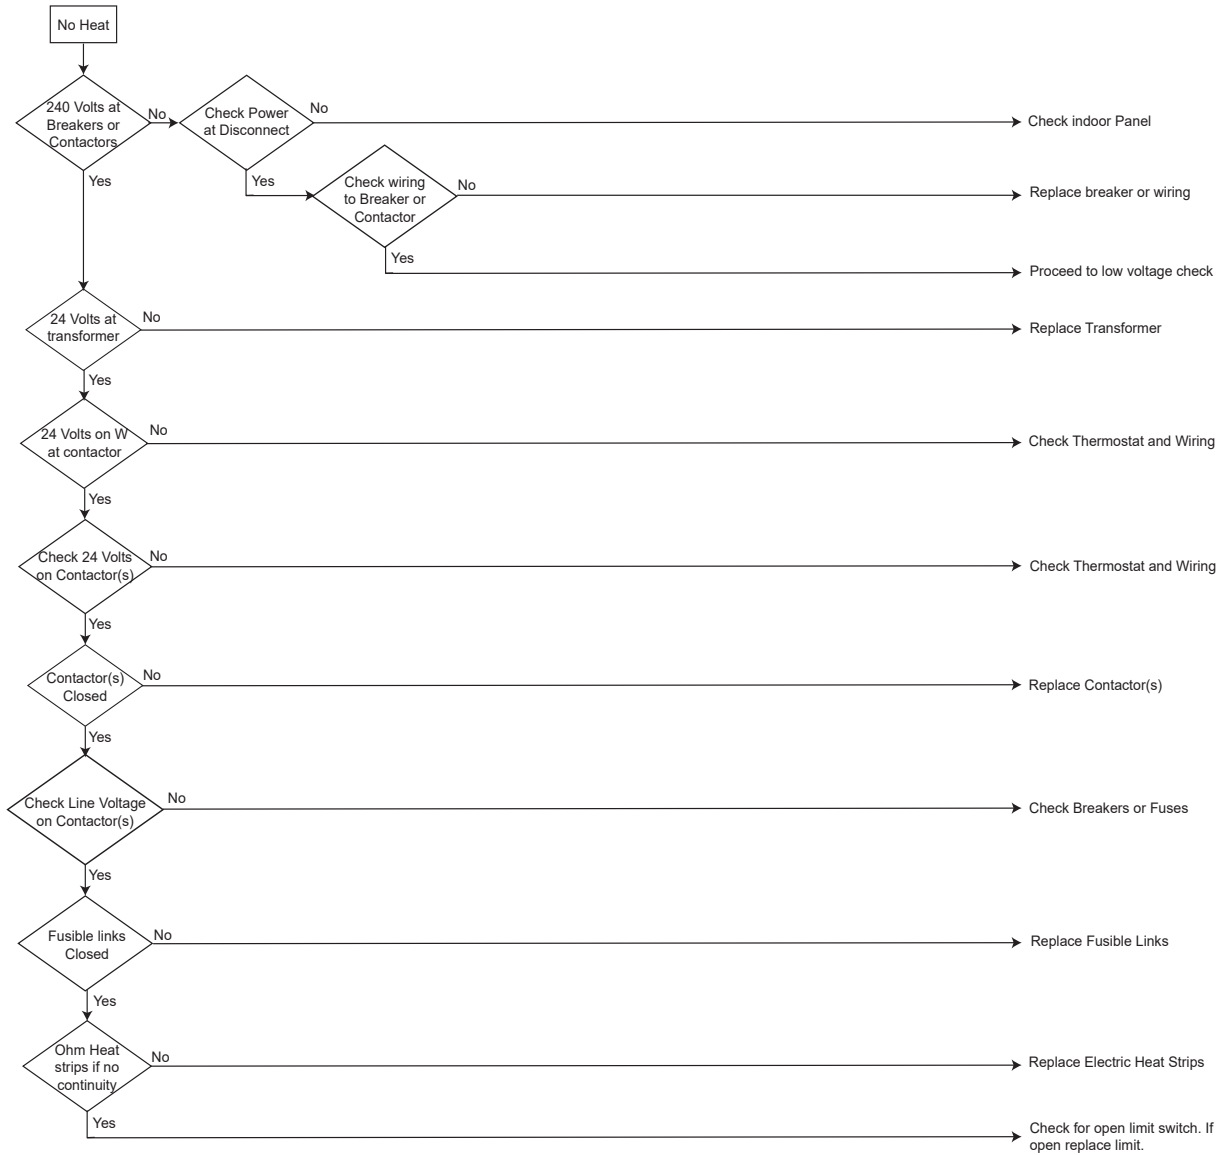 No Heat
240 Volts at
Breakers or
Contactors
No
Check Power
at Disconnect
No
Check indoor Panel
Yes
Yes
Check wiring
to Breaker or
Contactor
No
Replace breaker or wiring
Yes
Proceed to low voltage check
24 Volts at
transformer
No
Replace Transformer
Yes
24 Volts on W
at contactor
No
Check Thermostat and Wiring
Yes
Check 24 Volts
on Contactor(s)
No
Check Thermostat and Wiring
Yes
Contactor(s)
Closed
No
Replace Contactor(s)
Yes
Check Line Voltage
on Contactor(s)
No
Check Breakers or Fuses
Yes
Fusible links
Closed
No
Replace Fusible Links
Yes
Ohm Heat
strips if no
continuity
No
Replace Electric Heat Strips
Yes
Check for open limit switch. If
open replace limit.